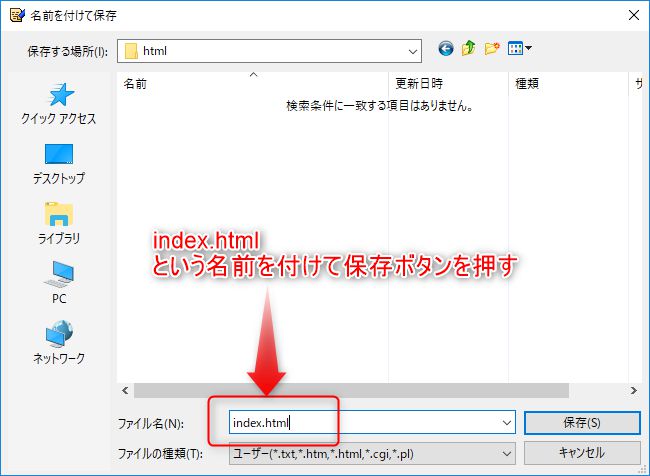 名前を付けて保存
保存する場所(I):
html
名前
更新日時
種類
サ
検索条件に一致する項目はありません。
クイック アクセス
デスクトップ
ライブラリ
PC
ネットワーク
index.html
という名前を付けて保存ボタンを押す
ファイル名(N):
index.html
保存(S)
ファイルの種類(T):
ユーザー(*.txt,*.htm,*.html,*.cgi,*.pl)
キャンセル